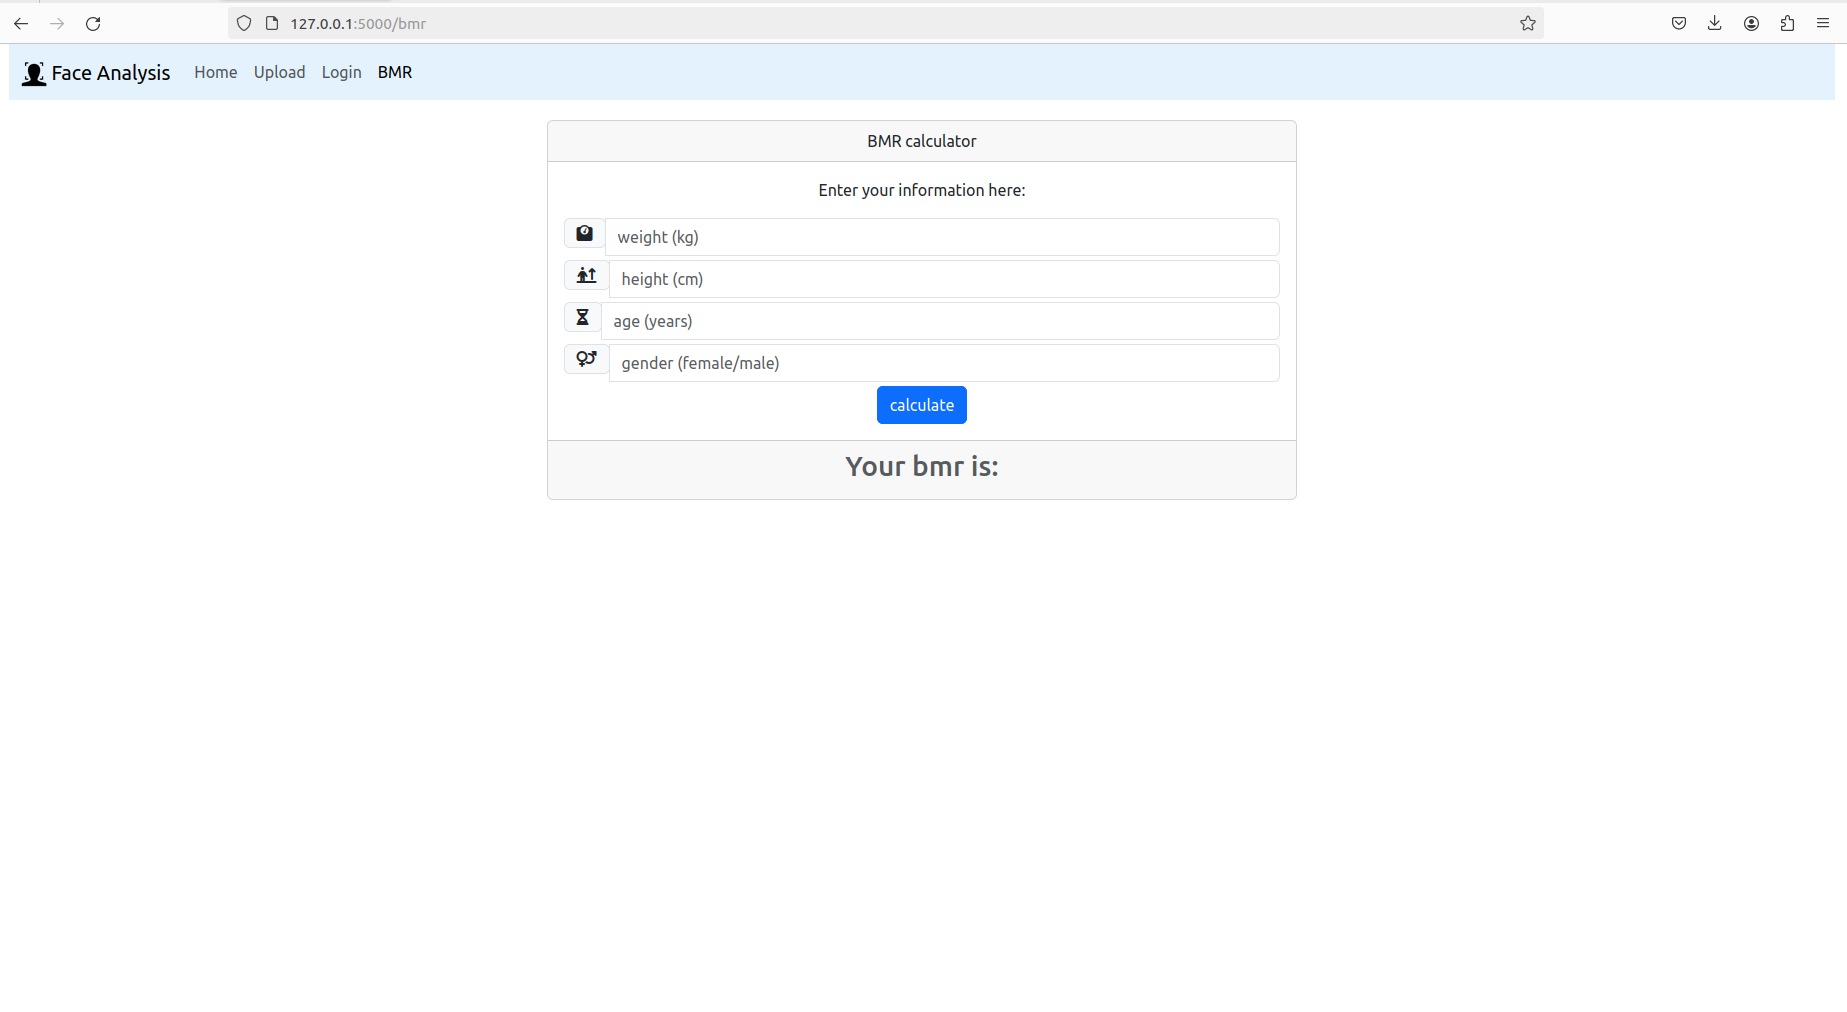 127.0.0.1:5000/bmr
Face Analysis Home Upload Login BMR
BMR calculator
Enter your information here:
weight (kg)
height (cm)
age (years)
gender (female/male)
calculate
Your bmr is: